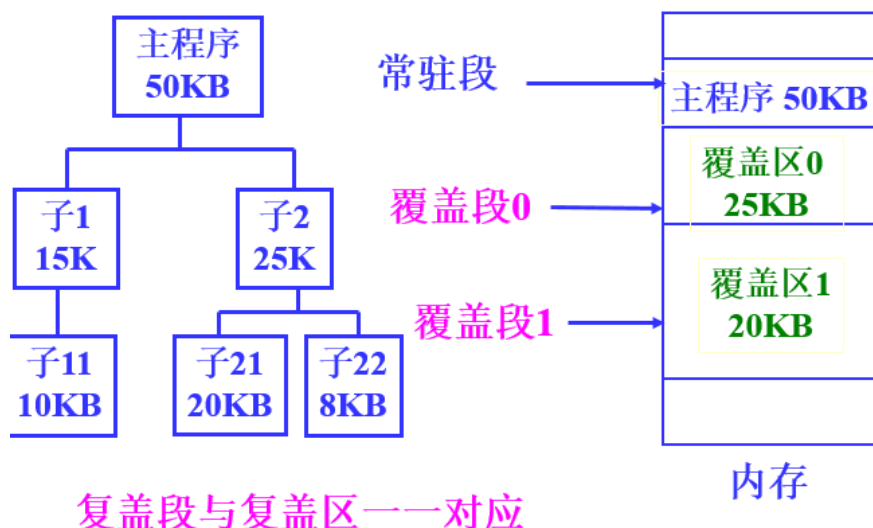 主程序
50KB
子1
15K
子2
25K
子11
10KB
子21
20KB
子22
8KB
常驻段
覆盖段0
覆盖段1
主程序 50KB
覆盖区0
25KB
覆盖区1
20KB
内存
复盖段与复盖区一一对应